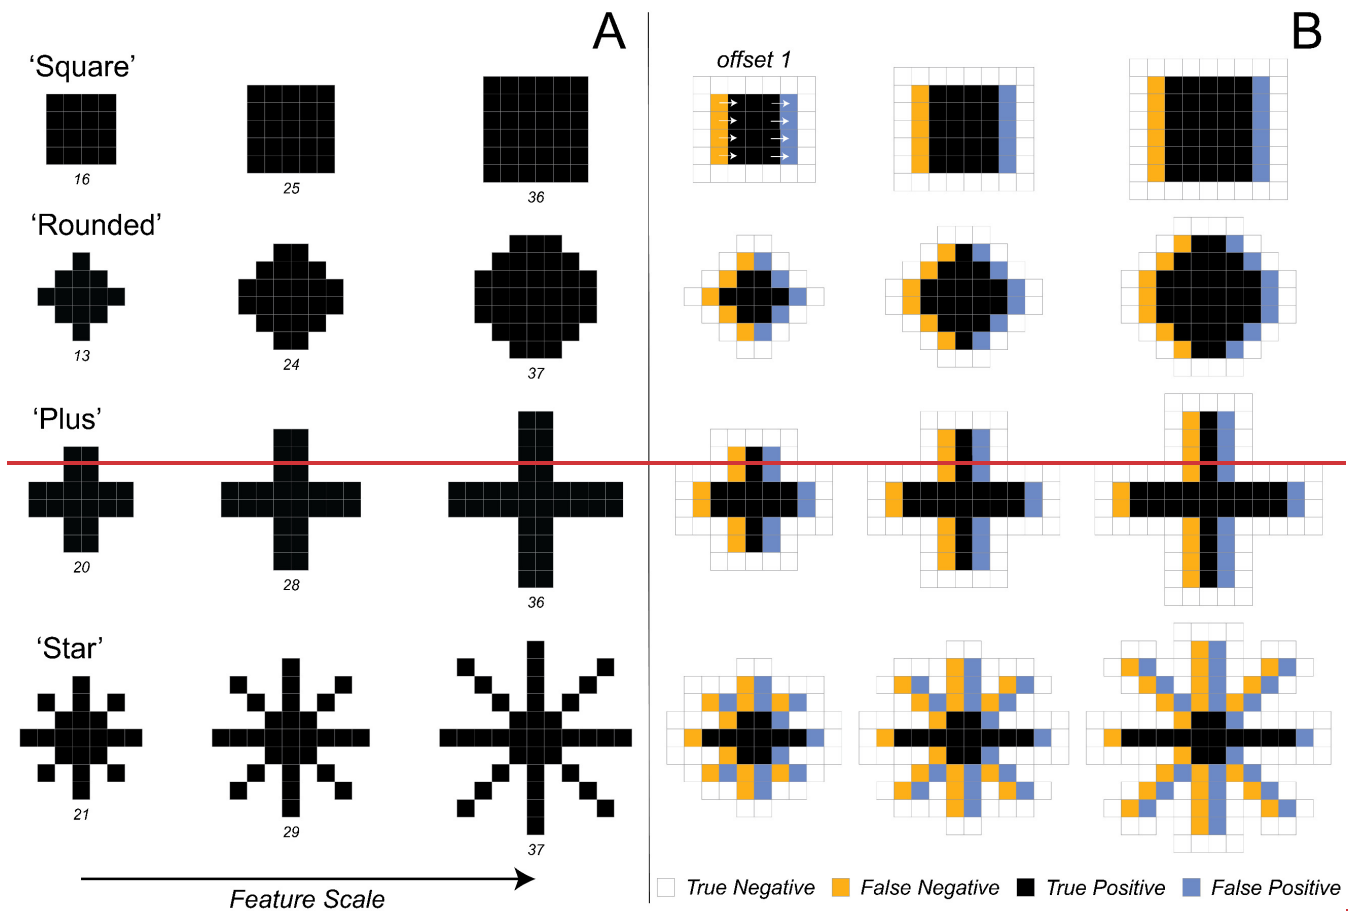 A
B
‘Square’
offset 1
16
25
36
‘Rounded’
13
24
37
‘Plus’
20
28
36
‘Star’
21
29
37
Feature Scale
True Negative
False Negative
True Positive
False Positive